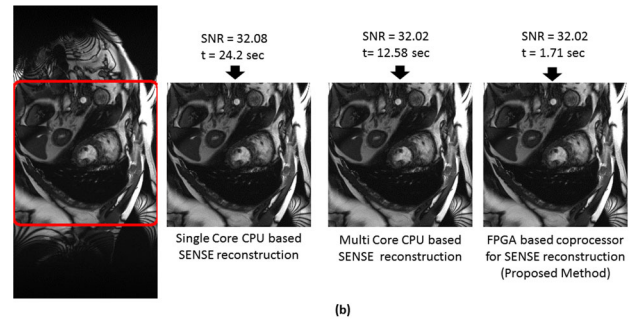 SNR = 32.08
t = 24.2 sec
SNR = 32.02
t= 12.58 sec
SNR = 32.02
t = 1.71 sec
Single Core CPU based
SENSE reconstruction
Multi Core CPU based
SENSE reconstruction
FPGA based coprocessor
for SENSE reconstruction
(Proposed Method)
(b)